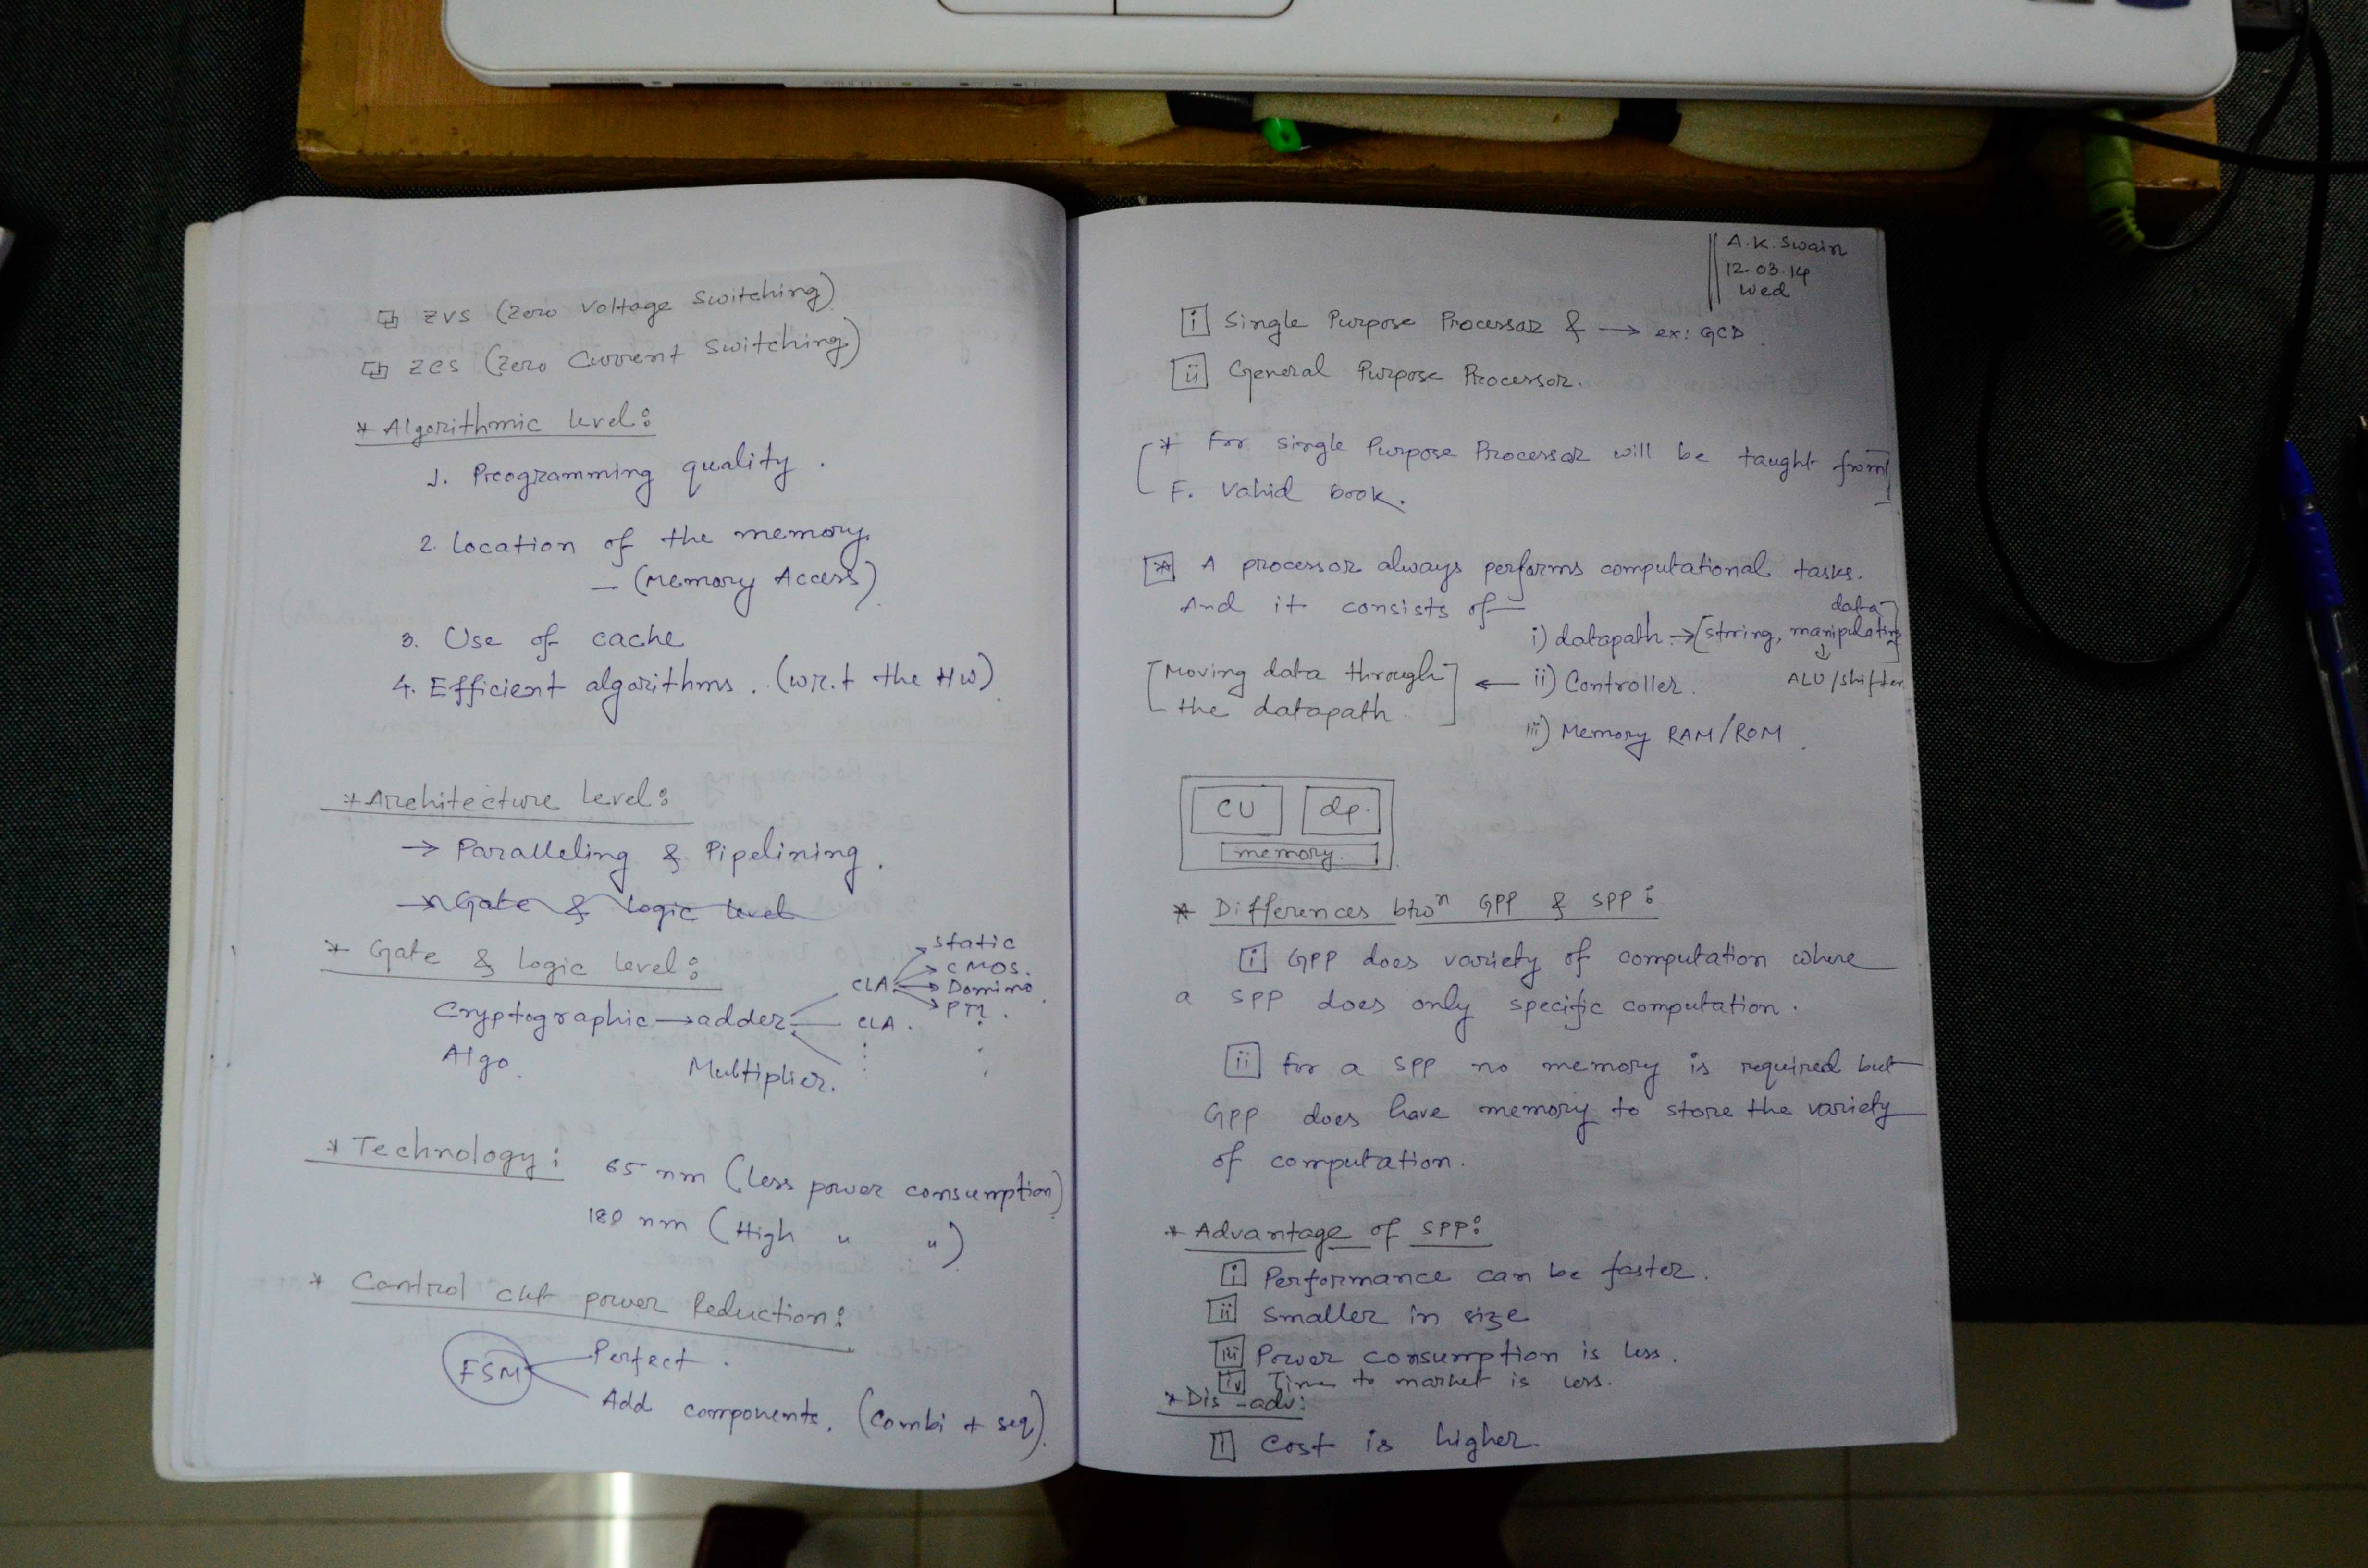 ZVS (Zero Voltage Switching)
ZCS (Zero Current Switching)
* Algorithmic level:
1. Programming quality.
2. Location of the memory.
— (Memory Access)
3. Use of cache
4. Efficient algorithms. (w.r.t the HW)
* Architecture level:
→ Paralleling & Pipelining.
→ Gate & logic level
* Gate & logic level:
Cryptographic → adder
Algo.
Multiplier.
CLA
static
CMOS.
Domino.
PTL.
CLA.
* Technology:
65 nm (Less power consumption)
180 nm (High " ")
* Control ckt power Reduction:
FSM
Perfect.
Add components. (Combi + seq).
A.K. Swain
12.03.14
Wed
i Single Purpose Processor & → ex: GCD.
ii General Purpose Processor.
* For single Purpose Processor will be taught from
F. Vahid book.
* A processor always performs computational tasks.
And it consists of—
i) datapath → [string, manipulating
data]
ALU/shifter
[Moving data through
the datapath.] ← ii) Controller.
iii) Memory RAM/ROM.
CU
dp.
memory.
* Differences btwn GPP & SPP:
i GPP does variety of computation where
a SPP does only specific computation.
ii For a SPP no memory is required but
GPP does have memory to store the variety
of computation.
* Advantage of SPP:
i Performance can be faster.
ii Smaller in size
iii Power consumption is less.
iv Time to market is less.
* Dis-adv:
i Cost is higher.